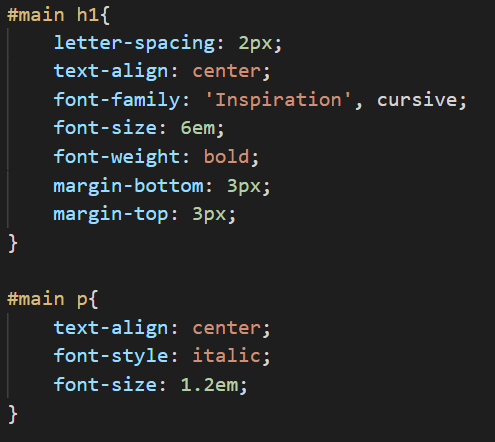 #main h1{
    letter-spacing: 2px;
    text-align: center;
    font-family: 'Inspiration', cursive;
    font-size: 6em;
    font-weight: bold;
    margin-bottom: 3px;
    margin-top: 3px;
}

#main p{
    text-align: center;
    font-style: italic;
    font-size: 1.2em;
}